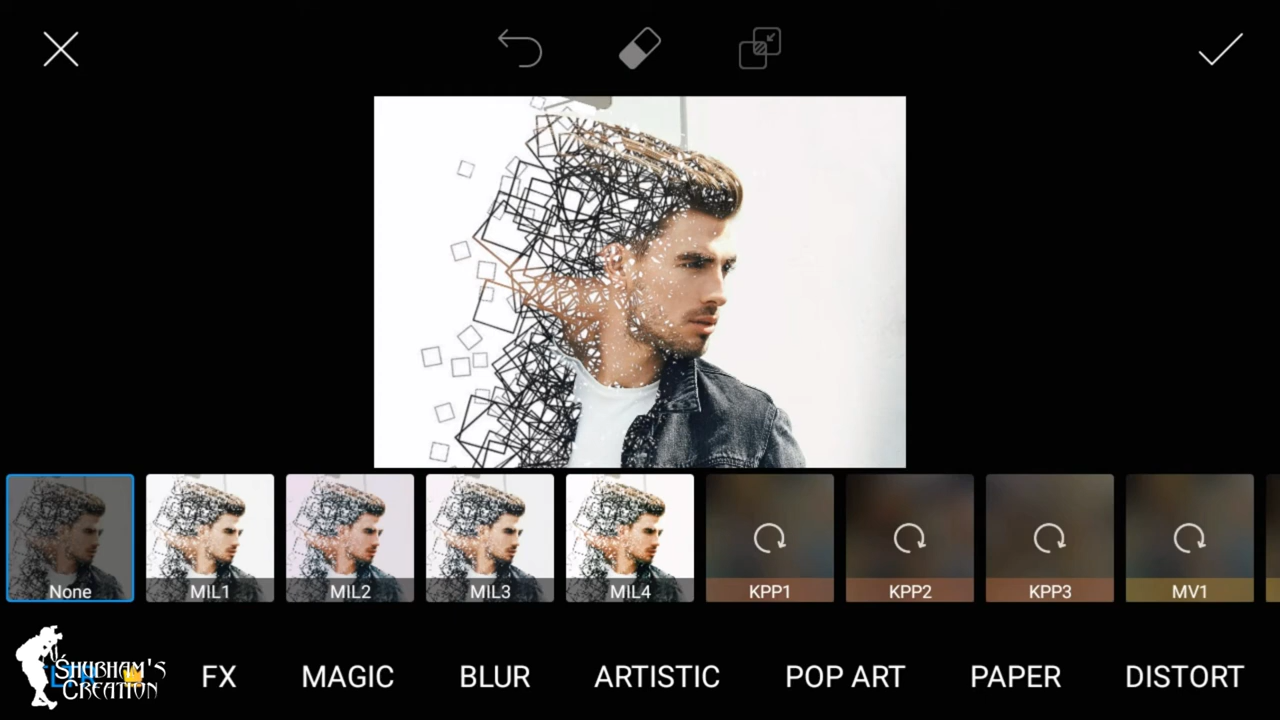 None
MIL1
MIL2
MIL3
MIL4
KPP1
KPP2
KPP3
MV1
SHUBHAM'S
CREATION
FX
MAGIC
BLUR
ARTISTIC
POP ART
PAPER
DISTORT